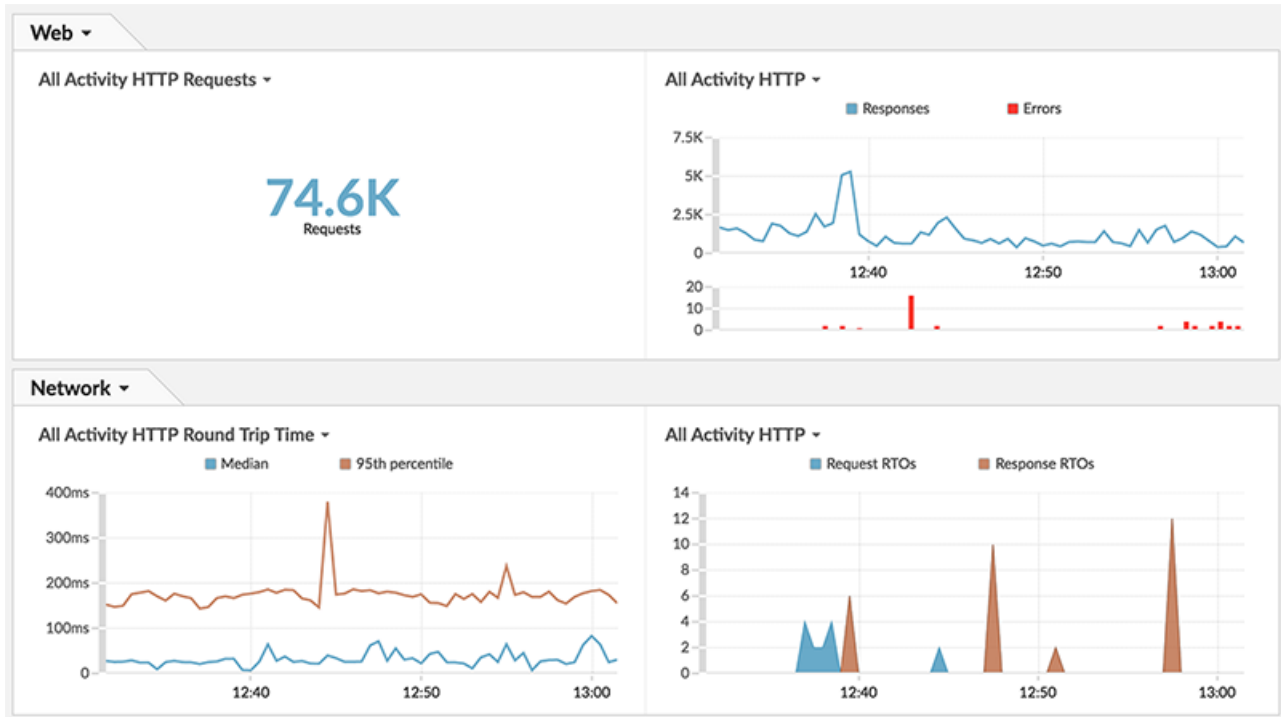 Web
All Activity HTTP Requests
74.6K
Requests
All Activity HTTP
Responses Errors
7.5K
5K
2.5K
0
12:40 12:50 13:00
20
10
0
Network
All Activity HTTP Round Trip Time
Median 95th percentile
400ms
300ms
200ms
100ms
0
12:40 12:50 13:00
All Activity HTTP
Request RTOs Response RTOs
14
12
10
8
6
4
2
0
12:40 12:50 13:00